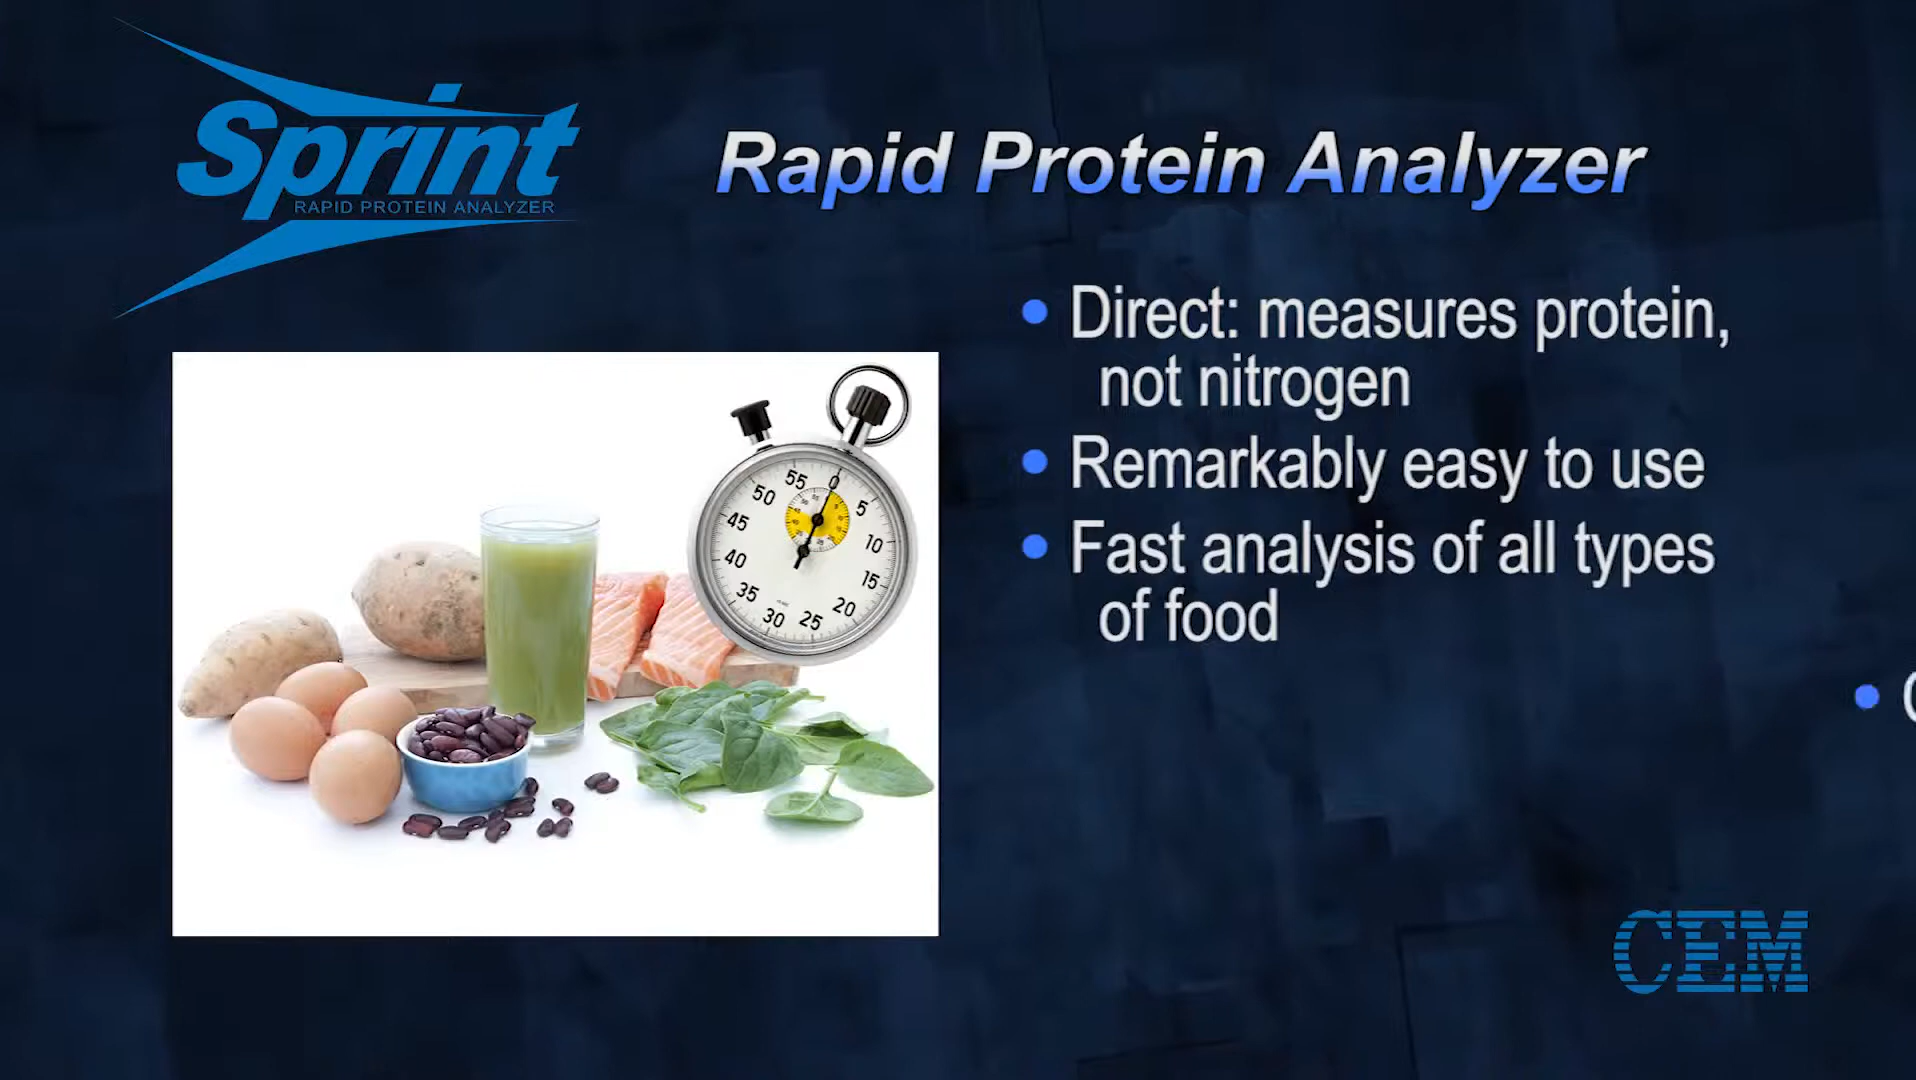 Sprint
RAPID PROTEIN ANALYZER
Rapid Protein Analyzer
Direct: measures protein,
not nitrogen
Remarkably easy to use
Fast analysis of all types
of food
55 0 5
50 10
45 15
40 20
35 25
30
CEM